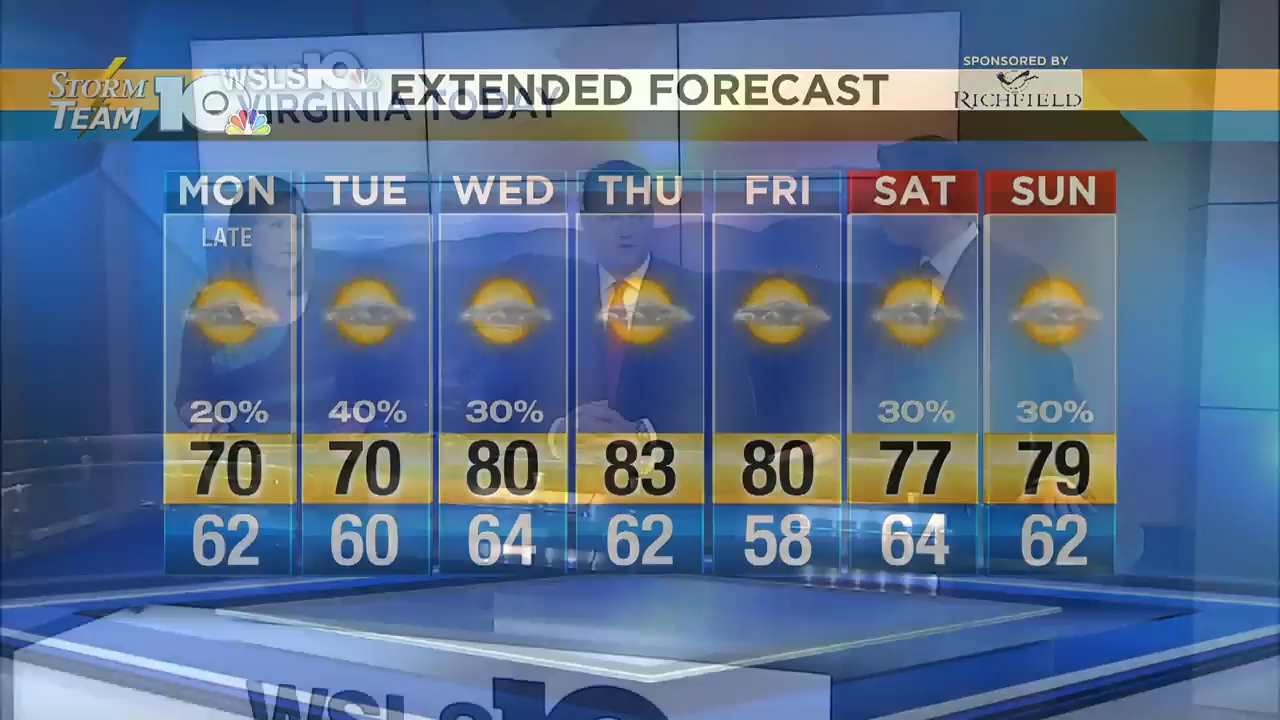 SPONSORED BY
STORM TEAM 10
WSLS 10
VIRGINIA TODAY
EXTENDED FORECAST
RICHFIELD
MON TUE WED THU FRI SAT SUN
LATE
20% 40% 30% 30% 30%
70 70 80 83 80 77 79
62 60 64 62 58 64 62
WSLS 10